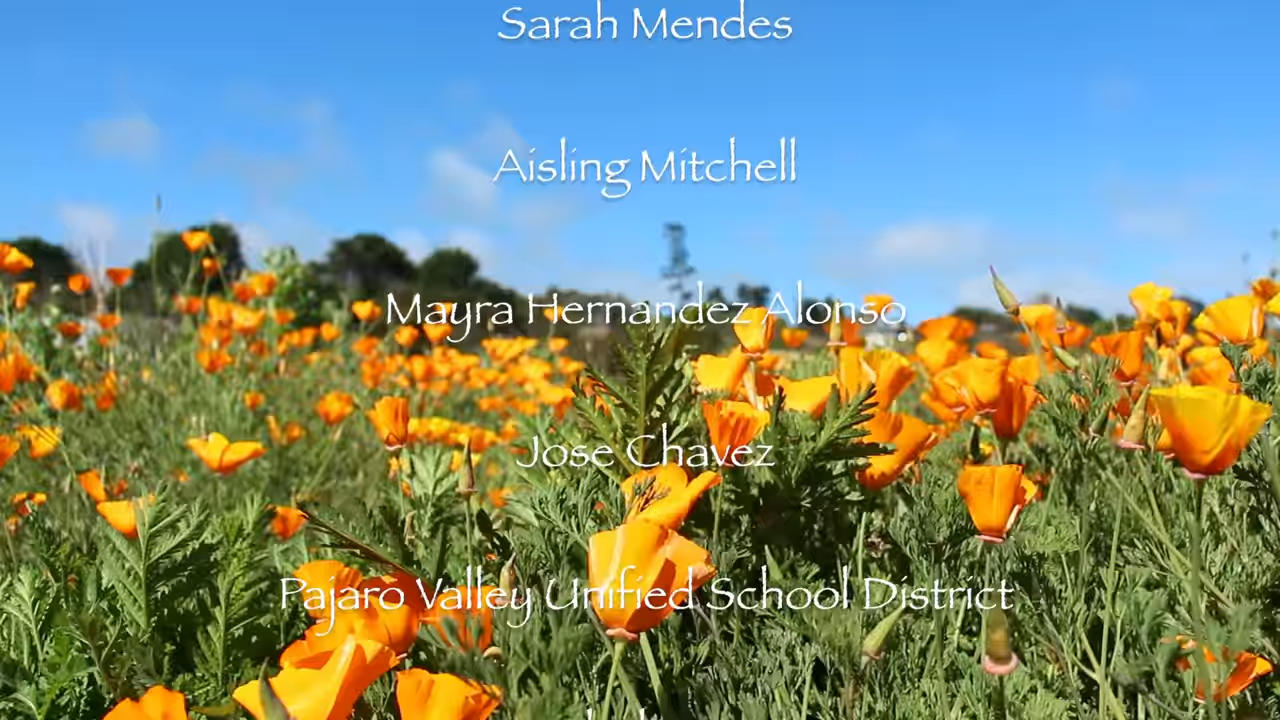 Sarah Mendes
Aisling Mitchell
Mayra Hernandez Alonso
Jose Chavez
Pajaro Valley Unified School District